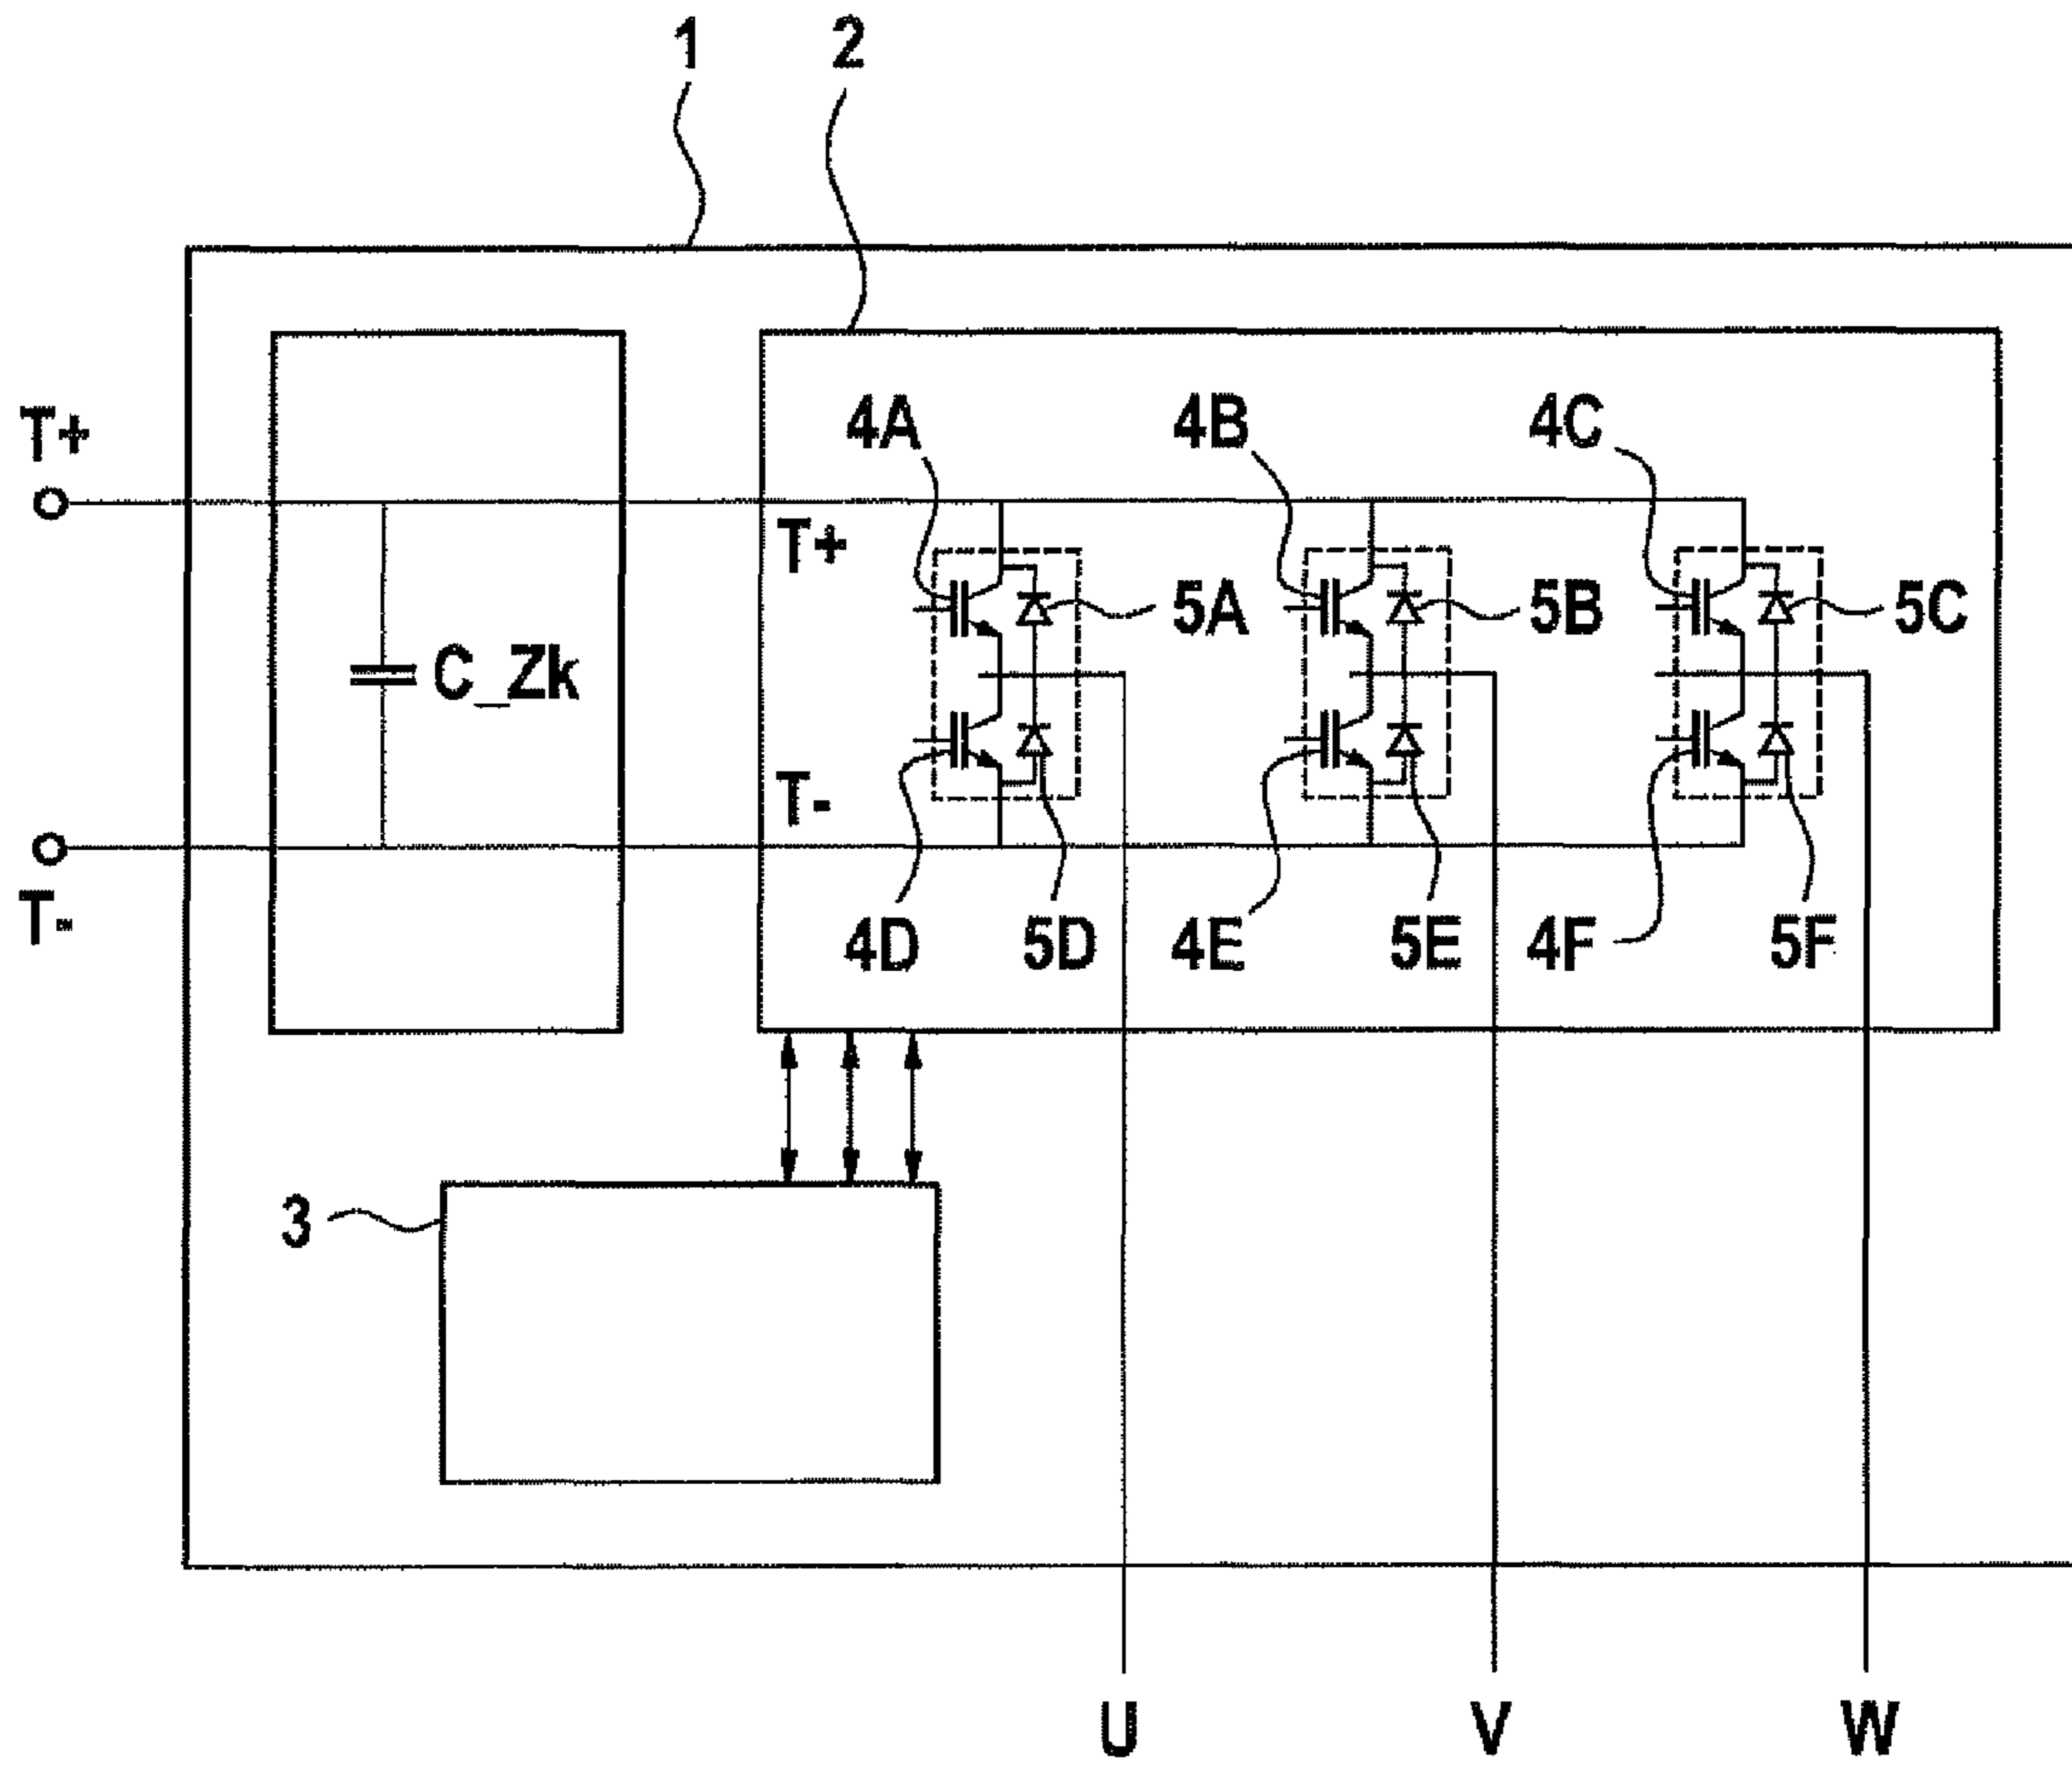 1 2
T+
4A 4B 4C
T+
5A 5B 5C
C_Zk
T-
T-
4D 5D 4E 5E 4F 5F
3
U V W